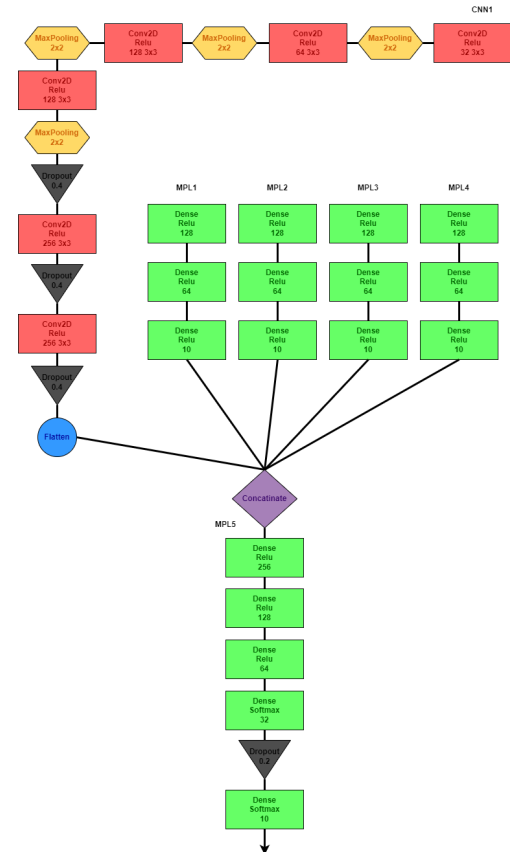 CNN1
MaxPooling
2x2
Conv2D
Relu
128 3x3
MaxPooling
2x2
Conv2D
Relu
64 3x3
MaxPooling
2x2
Conv2D
Relu
32 3x3
Conv2D
Relu
128 3x3
MaxPooling
2x2
Dropout
0.4
Conv2D
Relu
256 3x3
Dropout
0.4
Conv2D
Relu
256 3x3
Dropout
0.4
Flatten
MPL1
Dense
Relu
128
Dense
Relu
64
Dense
Relu
10
MPL2
Dense
Relu
128
Dense
Relu
64
Dense
Relu
10
MPL3
Dense
Relu
128
Dense
Relu
64
Dense
Relu
10
MPL4
Dense
Relu
128
Dense
Relu
64
Dense
Relu
10
Concatinate
MPL5
Dense
Relu
256
Dense
Relu
128
Dense
Relu
64
Dense
Softmax
32
Dropout
0.2
Dense
Softmax
10